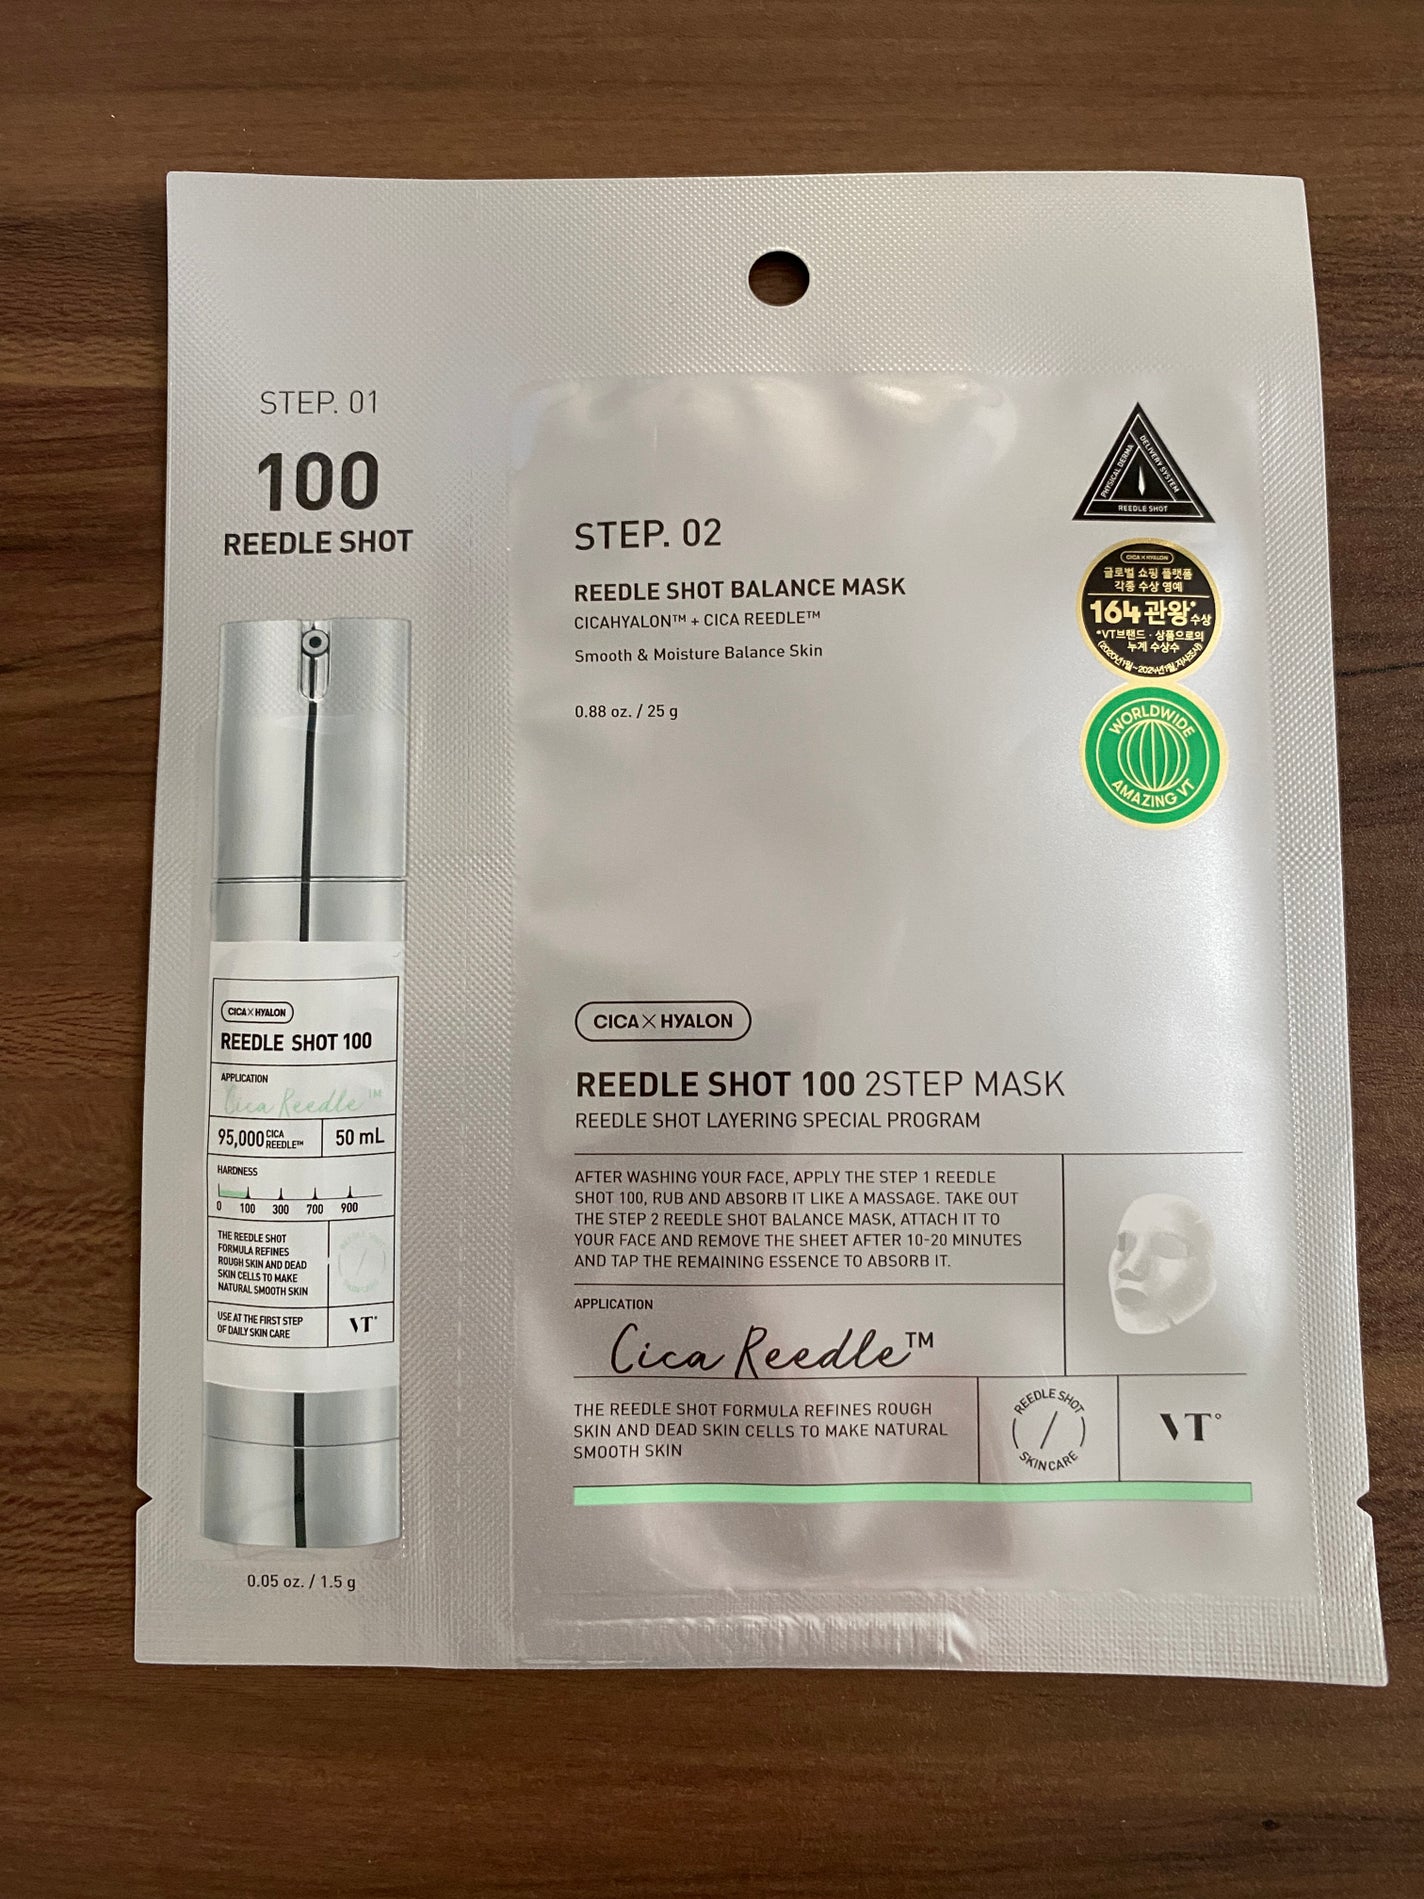 STEP. 01
100
REEDLE SHOT
CICA X HYALON
REEDLE SHOT 100
APPLICATION
Cica Reedle™
95,000 CICA REEDLE™
50 mL
HARDNESS
0 100 300 700 900
THE REEDLE SHOT
FORMULA REFINES
ROUGH SKIN AND DEAD
SKIN CELLS TO MAKE
NATURAL SMOOTH SKIN
USE AT THE FIRST STEP
OF DAILY SKIN CARE
VT°
0.05 oz. / 1.5 g
STEP. 02
REEDLE SHOT BALANCE MASK
CICAHYALON™ + CICA REEDLE™
Smooth & Moisture Balance Skin
0.88 oz. / 25 g
PHYSICAL DERMA
DELIVERY SYSTEM
REEDLE SHOT
CICA X HYALON
글로벌 쇼핑 플랫폼
각종 수상 영예
164관왕*수상
*VT브랜드·상품으로의
누계 수상수
WORLDWIDE
AMAZING VT
CICA X HYALON
REEDLE SHOT 100 2STEP MASK
REEDLE SHOT LAYERING SPECIAL PROGRAM
AFTER WASHING YOUR FACE, APPLY THE STEP 1 REEDLE
SHOT 100, RUB AND ABSORB IT LIKE A MASSAGE. TAKE OUT
THE STEP 2 REEDLE SHOT BALANCE MASK, ATTACH IT TO
YOUR FACE AND REMOVE THE SHEET AFTER 10-20 MINUTES
AND TAP THE REMAINING ESSENCE TO ABSORB IT.
APPLICATION
Cica Reedle™
THE REEDLE SHOT FORMULA REFINES ROUGH
SKIN AND DEAD SKIN CELLS TO MAKE NATURAL
SMOOTH SKIN
REEDLE SHOT
SKINCARE
VT°